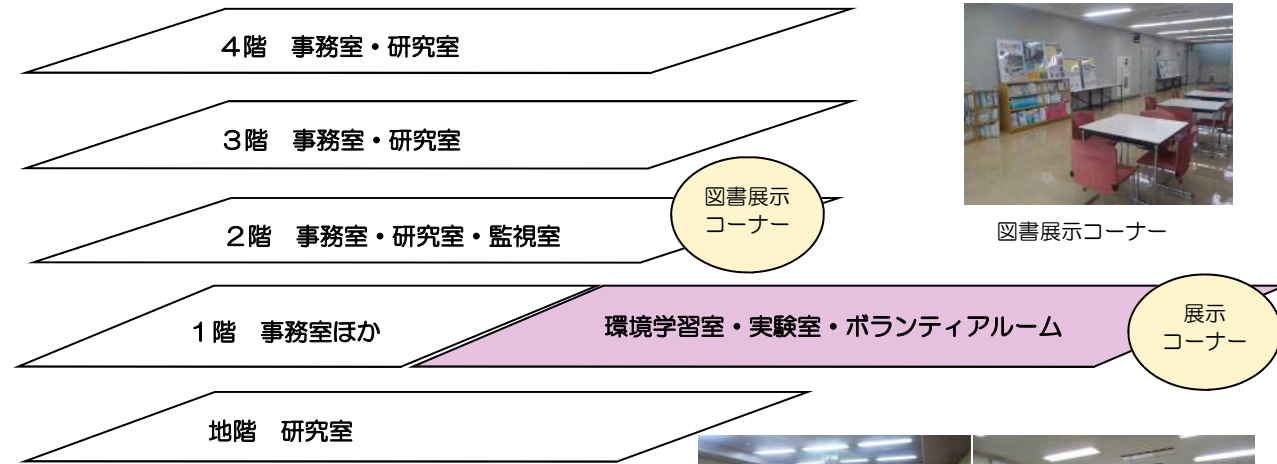 4階 事務室・研究室
3階 事務室・研究室
図書展示
コーナー
2階 事務室・研究室・監視室
図書展示コーナー
1階 事務室ほか
環境学習室・実験室・ボランティアルーム
展示
コーナー
地階 研究室